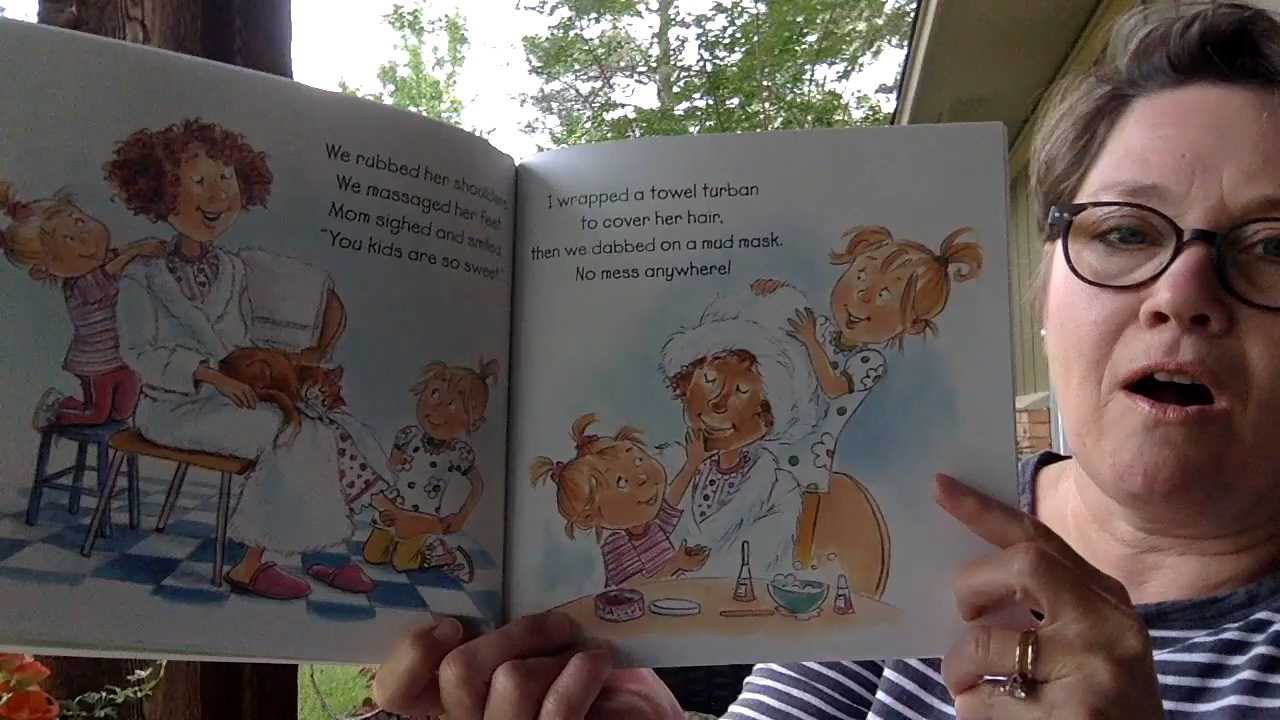 We rubbed her shoulders.
We massaged her feet.
Mom sighed and smiled,
"You kids are so sweet."
I wrapped a towel turban
to cover her hair,
then we dabbed on a mud mask.
No mess anywhere!